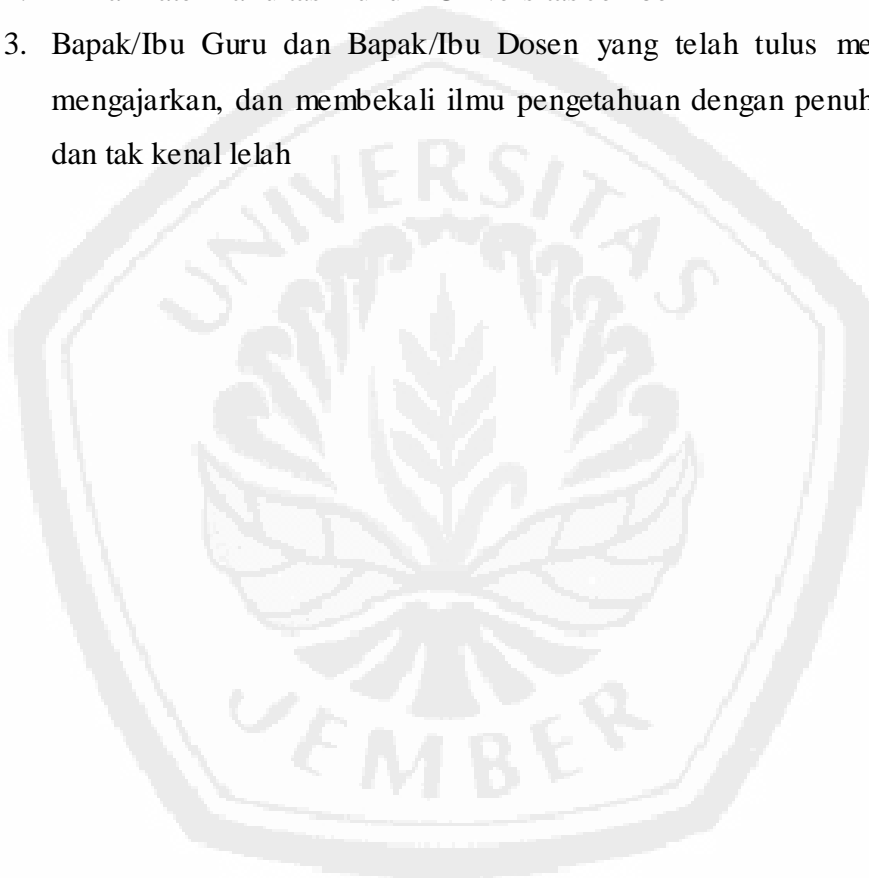 3. Bapak/Ibu Guru dan Bapak/Ibu Dosen yang telah tulus
mengajarkan, dan membekali ilmu pengetahuan dengan
dan tak kenal lelah
UNIVERSITAS
JEMBER